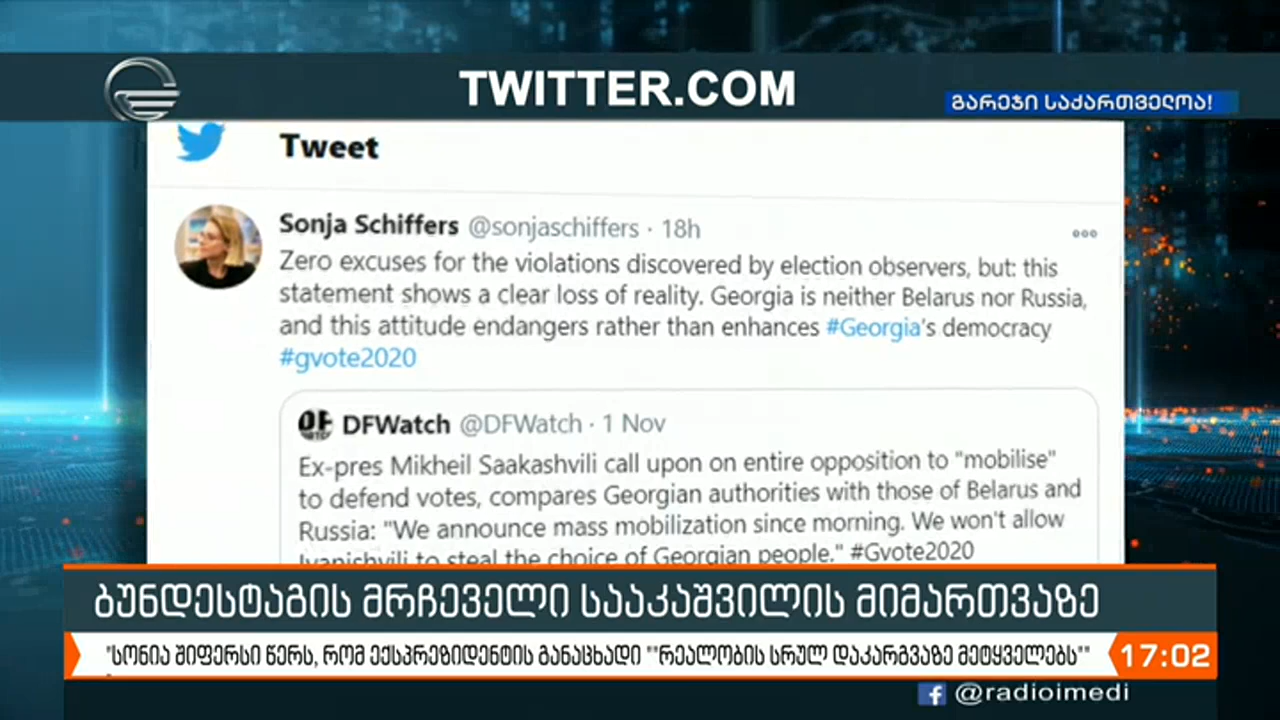 TWITTER.COM
გარეჯი საქართველოა!
Tweet
Sonja Schiffers @sonjaschiffers · 18h
Zero excuses for the violations discovered by election observers, but: this
statement shows a clear loss of reality. Georgia is neither Belarus nor Russia,
and this attitude endangers rather than enhances #Georgia's democracy
#gvote2020
DFWatch @DFWatch · 1 Nov
Ex-pres Mikheil Saakashvili call upon on entire opposition to "mobilise"
to defend votes, compares Georgian authorities with those of Belarus and
Russia: "We announce mass mobilization since morning. We won't allow
Ivanishvili to steal the choice of Georgian people." #Gvote2020
ბუნდესტაგის მრჩეველი სააკაშვილის მიმართვაზე
"სონია შიფერსი წერს, რომ ექსპრეზიდენტის განაცხადი ""რეალობის სრულ დაკარგვაზე მეტყველებს""
17:02
@radioimedi